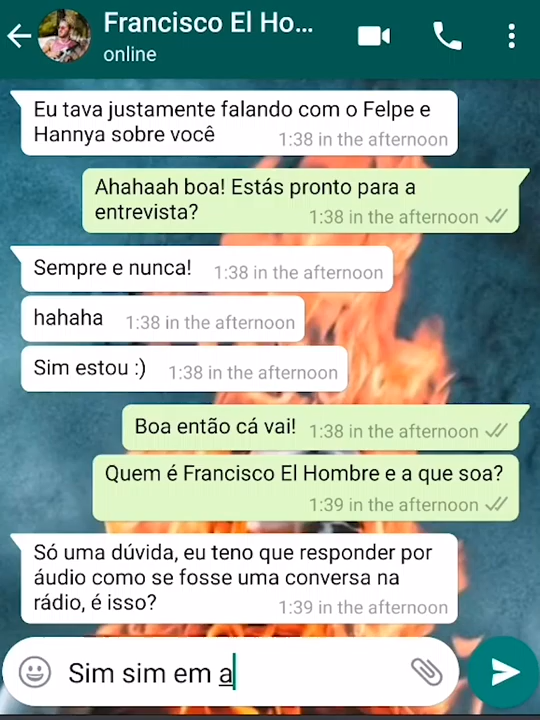 Francisco El Ho...
online
Eu tava justamente falando com o Felpe e
Hannya sobre você
1:38 in the afternoon
Ahahaah boa! Estás pronto para a
entrevista?
1:38 in the afternoon
Sempre e nunca!
1:38 in the afternoon
hahaha
1:38 in the afternoon
Sim estou :)
1:38 in the afternoon
Boa então cá vai!
1:38 in the afternoon
Quem é Francisco El Hombre e a que soa?
1:39 in the afternoon
Só uma dúvida, eu teno que responder por
áudio como se fosse uma conversa na
rádio, é isso?
1:39 in the afternoon
Sim sim em a